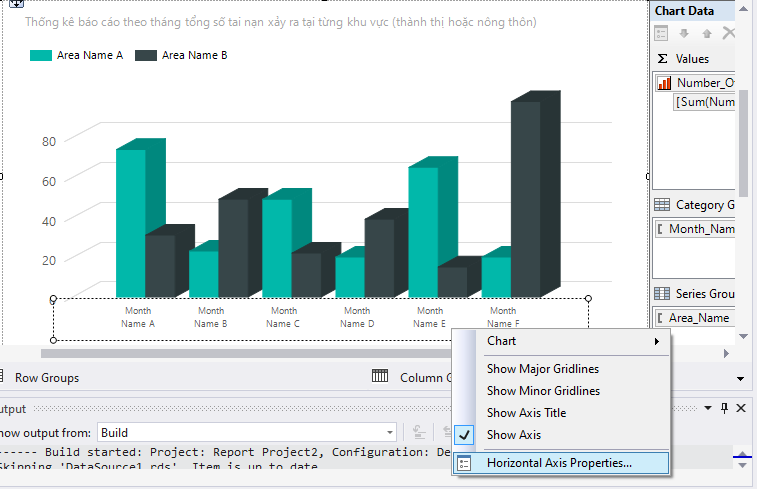 Chart Data
Thống kê báo cáo theo tháng tổng số tai nạn xảy ra tại từng khu vực (thành thị hoặc nông thôn)
Area Name A
Area Name B
Σ Values
Number_O
[Sum(Num
80
60
40
20
0
Category G
[ Month_Nam
Series Grou
[ Area_Name
Month
Name A
Month
Name B
Month
Name C
Month
Name D
Month
Name E
Month
Name F
Chart
Show Major Gridlines
Show Minor Gridlines
Show Axis Title
Show Axis
Horizontal Axis Properties...
Row Groups
Column G
utput
how output from:
Build
------ Build started: Project: Report Project2, Configuration: De
Skipping 'DataSource1.rds'. Item is up to date.